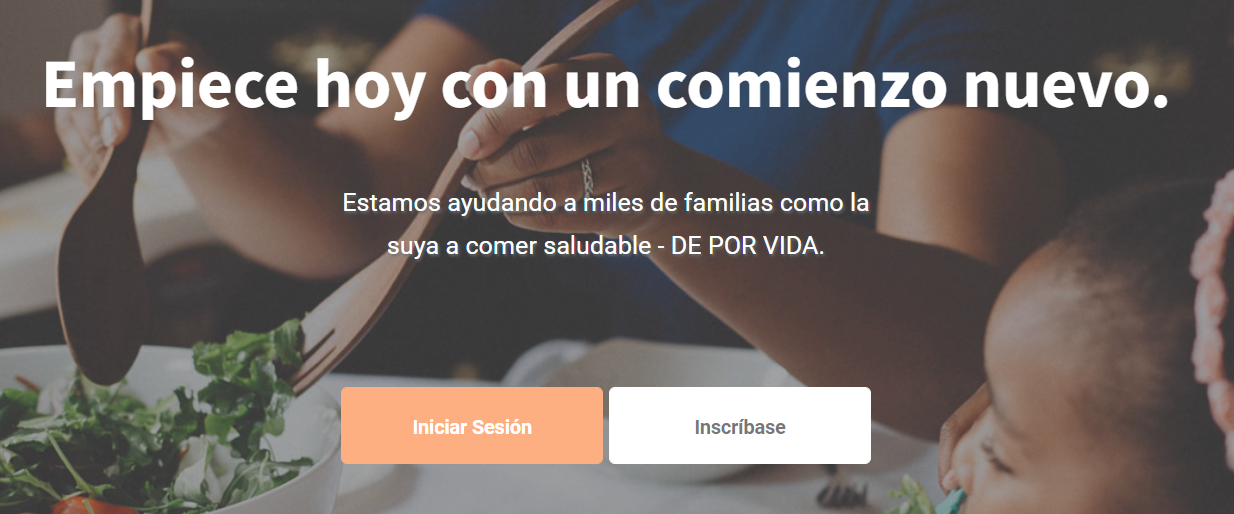 Empiece hoy con un comienzo nuevo.
Estamos ayudando a miles de familias como la
suya a comer saludable - DE POR VIDA.
Iniciar Sesión
Inscríbase